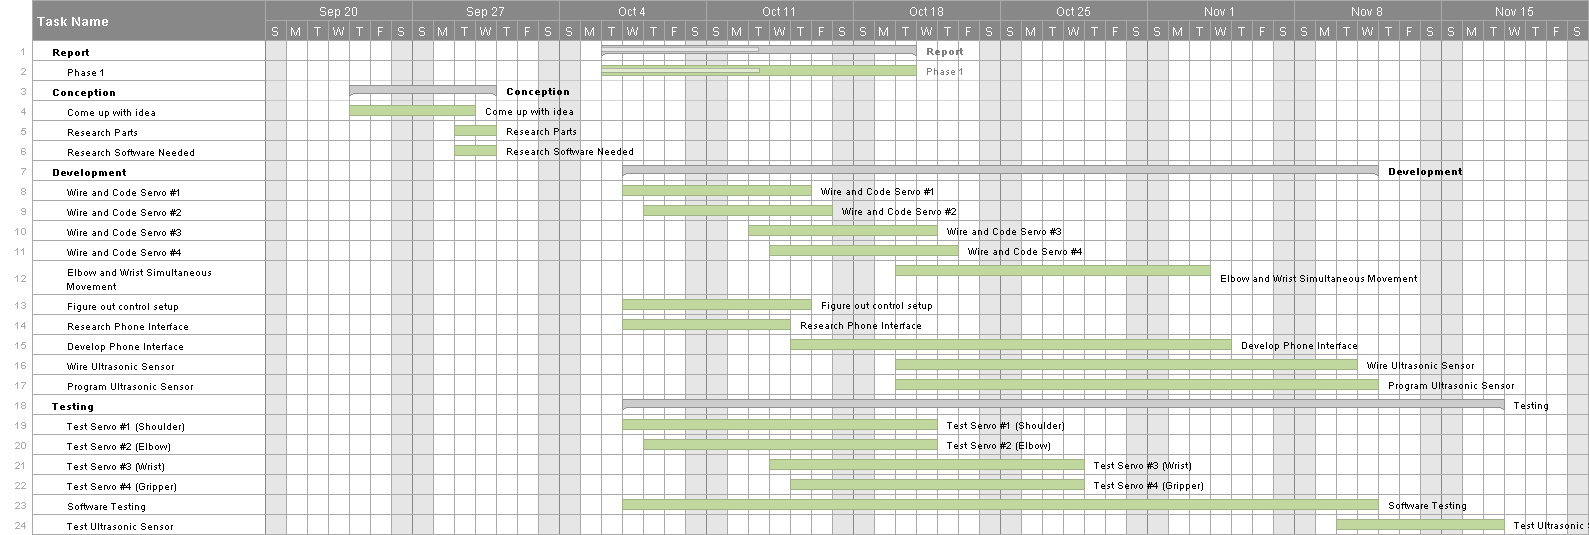 Task Name
Sep 20 Sep 27 Oct 4 Oct 11 Oct 18 Oct 25 Nov 1 Nov 8 Nov 15
S M T W T F S S M T W T F S S M T W T F S S M T W T F S S M T W T F S S M T W T F S S M T W T F S S M T W T F S S M T W T F S
1 Report Report
2 Phase 1 Phase 1
3 Conception Conception
4 Come up with idea Come up with idea
5 Research Parts Research Parts
6 Research Software Needed Research Software Needed
7 Development Development
8 Wire and Code Servo #1 Wire and Code Servo #1
9 Wire and Code Servo #2 Wire and Code Servo #2
10 Wire and Code Servo #3 Wire and Code Servo #3
11 Wire and Code Servo #4 Wire and Code Servo #4
12 Elbow and Wrist Simultaneous
Movement Elbow and Wrist Simultaneous Movement
13 Figure out control setup Figure out control setup
14 Research Phone Interface Research Phone Interface
15 Develop Phone Interface Develop Phone Interface
16 Wire Ultrasonic Sensor Wire Ultrasonic Sensor
17 Program Ultrasonic Sensor Program Ultrasonic Sensor
18 Testing Testing
19 Test Servo #1 (Shoulder) Test Servo #1 (Shoulder)
20 Test Servo #2 (Elbow) Test Servo #2 (Elbow)
21 Test Servo #3 (Wrist) Test Servo #3 (Wrist)
22 Test Servo #4 (Gripper) Test Servo #4 (Gripper)
23 Software Testing Software Testing
24 Test Ultrasonic Sensor Test Ultrasonic